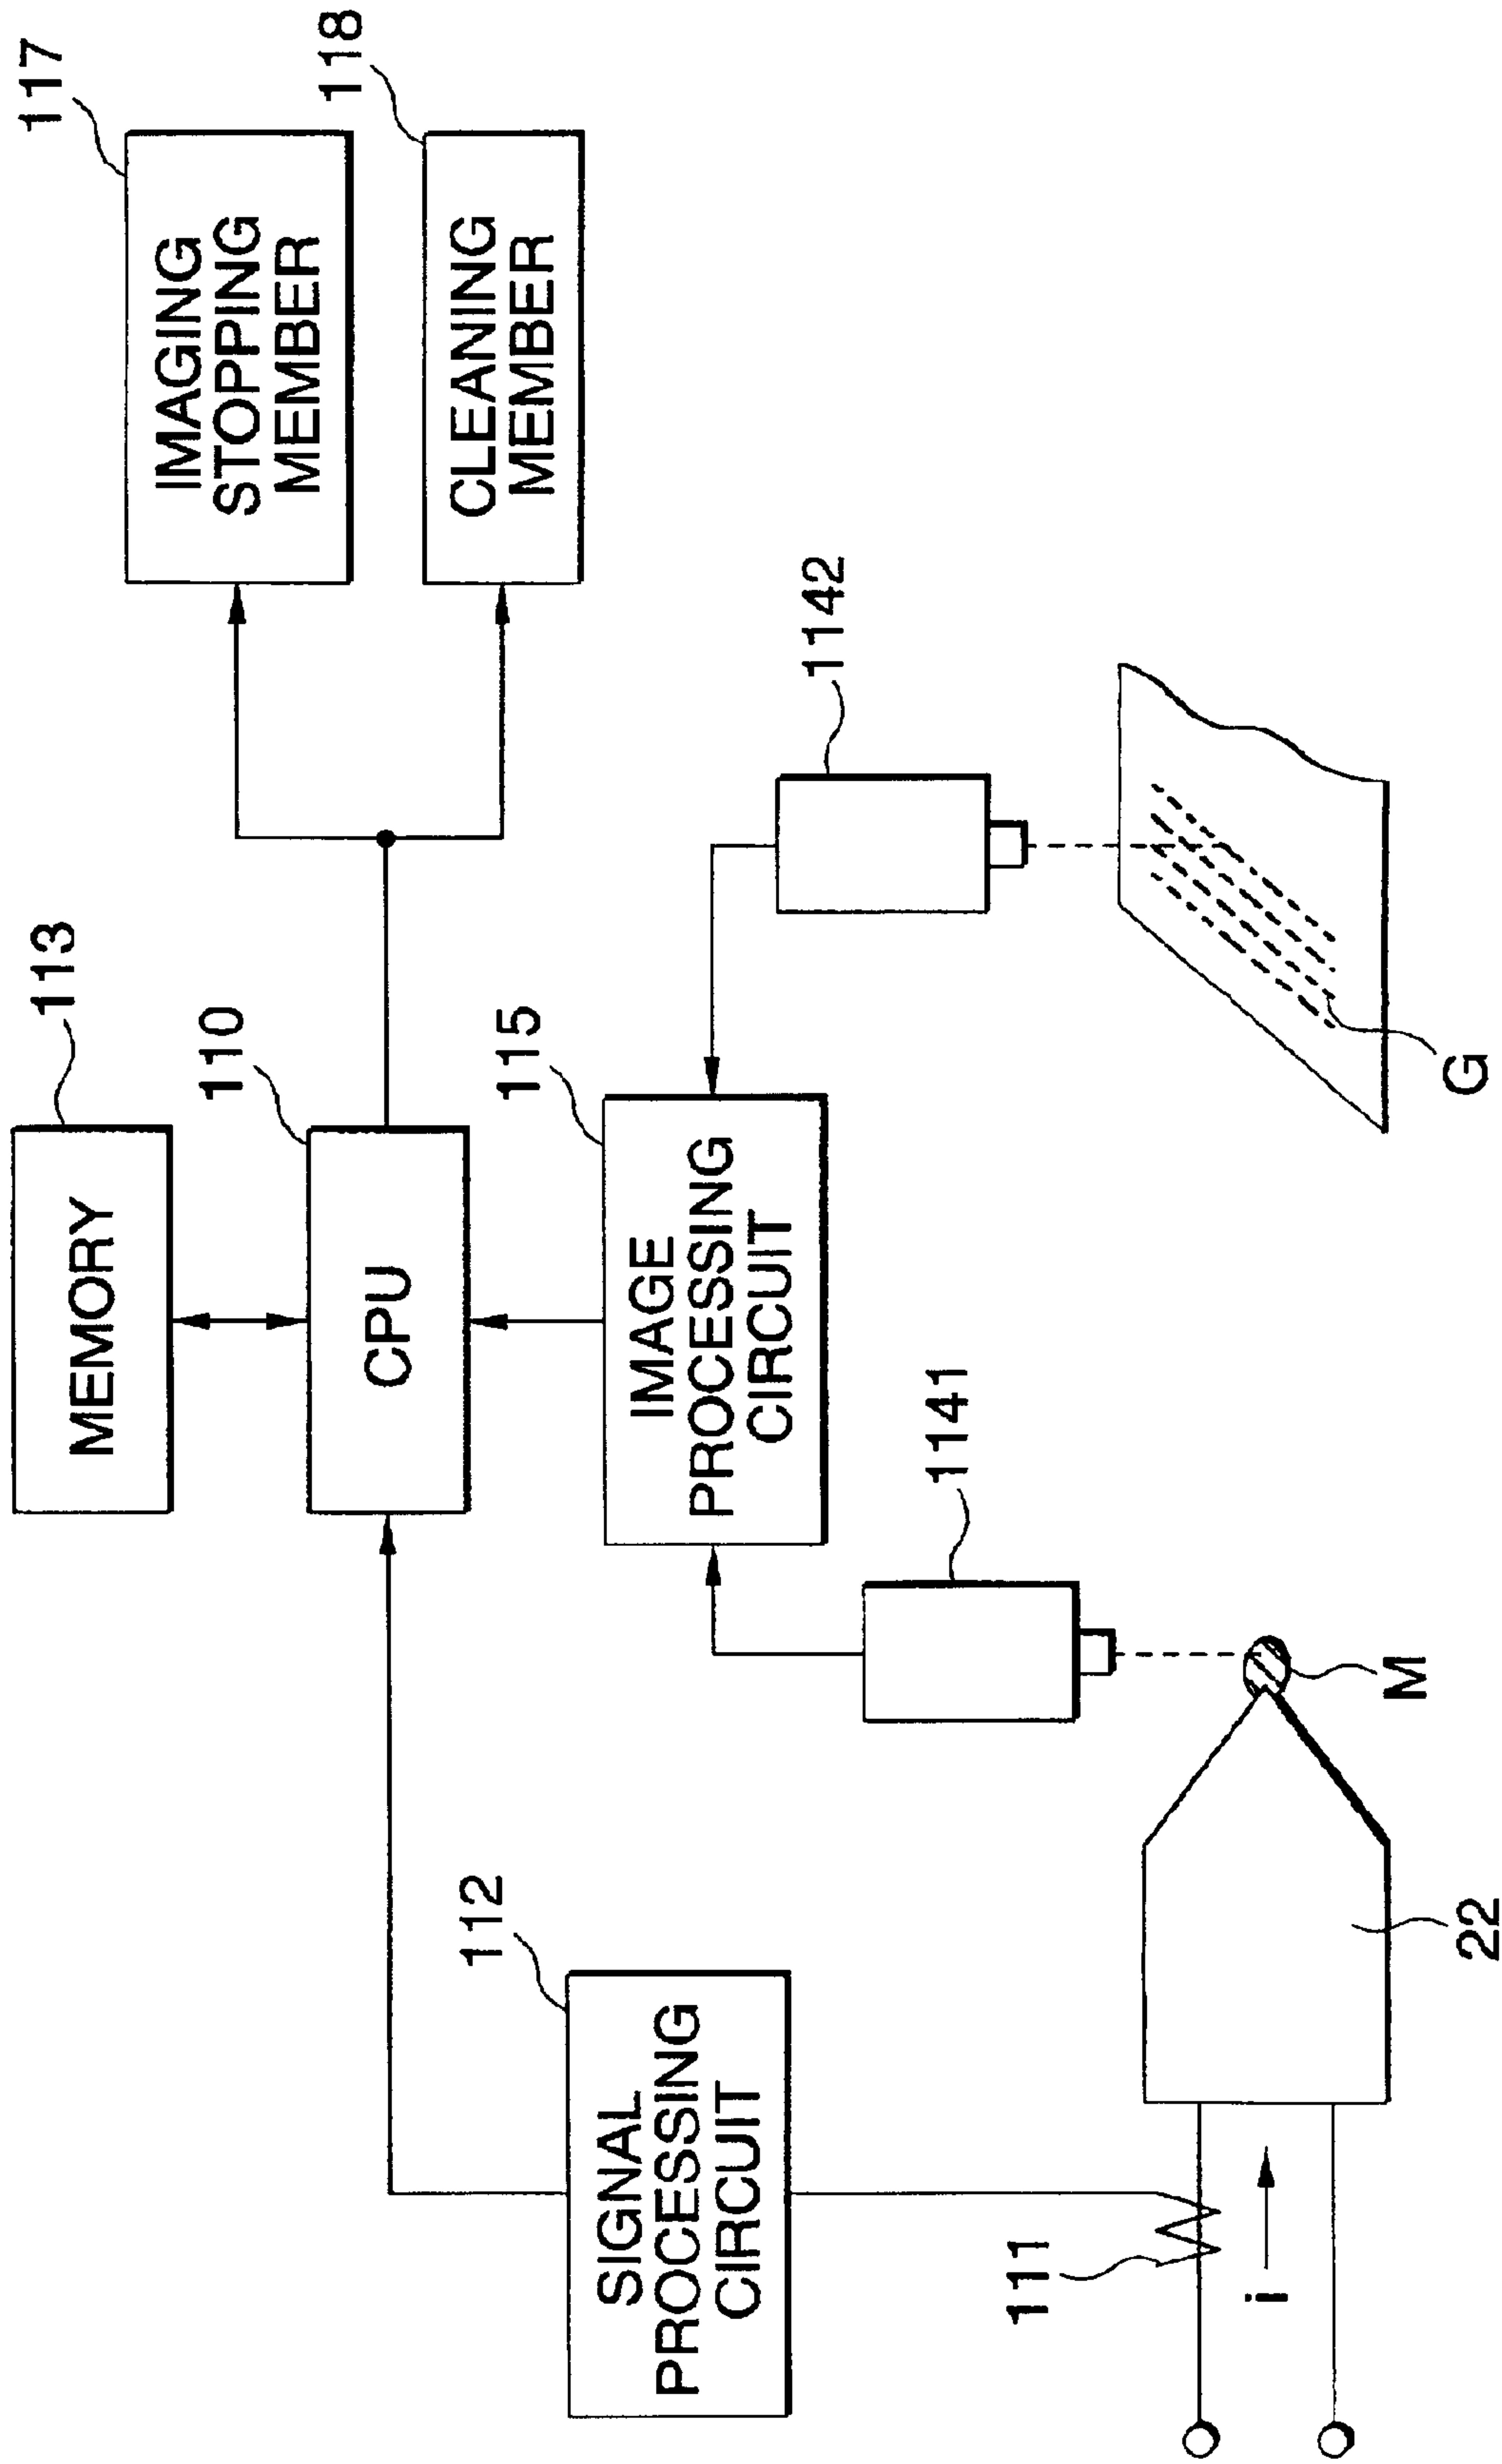 113
MEMORY
117
IMAGING
STOPPING
MEMBER
110
CPU
118
CLEANING
MEMBER
112
SIGNAL
PROCESSING
CIRCUIT
115
IMAGE
PROCESSING
CIRCUIT
1142
1141
111
i
22
M
G